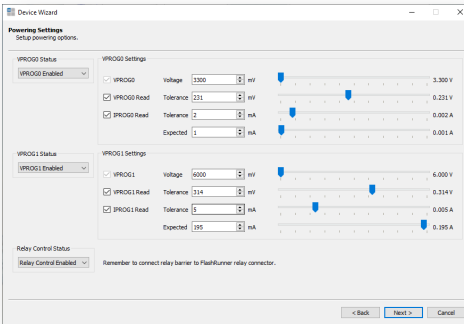 Device Wizard
Powering Settings
Setup powering options.
VPROG0 Status
VPROG0 Enabled
VPROG0 Settings
VPROG0 Voltage 3300 mV 3.300 V
VPROG0 Read Tolerance 231 mV 0.231 V
IPROG0 Read Tolerance 2 mA 0.002 A
Expected 1 mA 0.001 A
VPROG1 Status
VPROG1 Enabled
VPROG1 Settings
VPROG1 Voltage 6000 mV 6.000 V
VPROG1 Read Tolerance 314 mV 0.314 V
IPROG1 Read Tolerance 5 mA 0.005 A
Expected 195 mA 0.195 A
Relay Control Status
Relay Control Enabled
Remember to connect relay barrier to FlashRunner relay connector.
< Back Next > Cancel